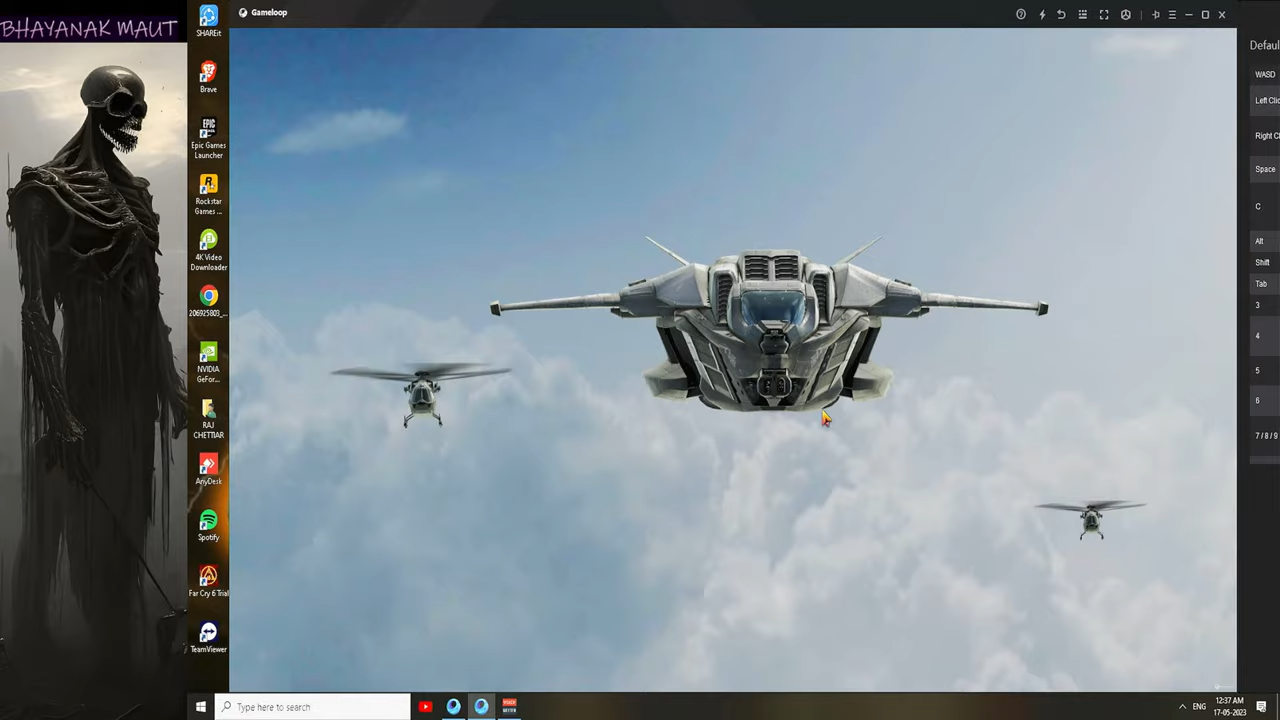 BHAYANAK MAUT
Gameloop
SHAREit
Brave
EPIC
Epic Games
Launcher
Rockstar
Games ...
4K Video
Downloader
206925803_...
NVIDIA
GeFor...
RAJ
CHETTIAR
AnyDesk
Spotify
Far Cry 6 Trial
TeamViewer
Defaul
WASD
Left Clic
Right Cl
Space
C
Alt
Shift
Tab
3
4
5
6
7 / 8 / 9
Type here to search
ENG
12:37 AM
17-05-2023